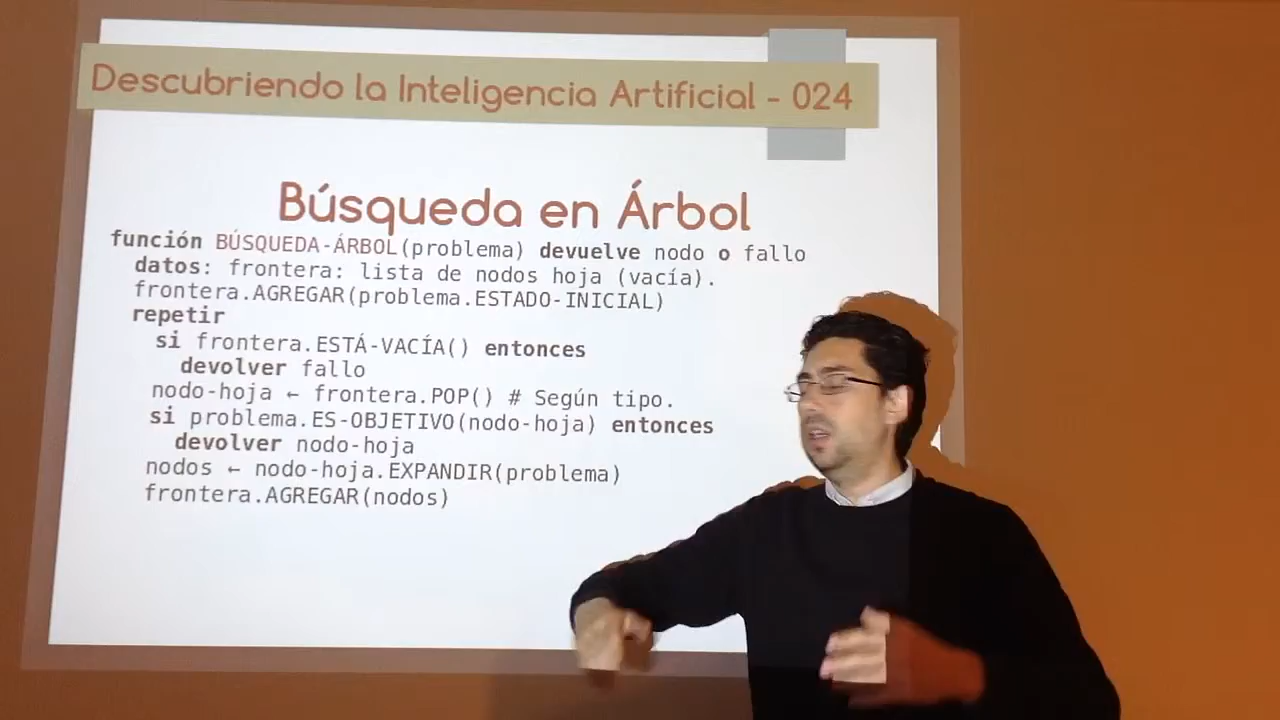 Descubriendo la Inteligencia Artificial - 024
Búsqueda en Árbol
función BÚSQUEDA-ÁRBOL(problema) devuelve nodo o fallo
datos: frontera: lista de nodos hoja (vacía).
frontera.AGREGAR(problema.ESTADO-INICIAL)
repetir
si frontera.ESTÁ-VACÍA() entonces
devolver fallo
nodo-hoja ← frontera.POP() # Según tipo.
si problema.ES-OBJETIVO(nodo-hoja) entonces
devolver nodo-hoja
nodos ← nodo-hoja.EXPANDIR(problema)
frontera.AGREGAR(nodos)